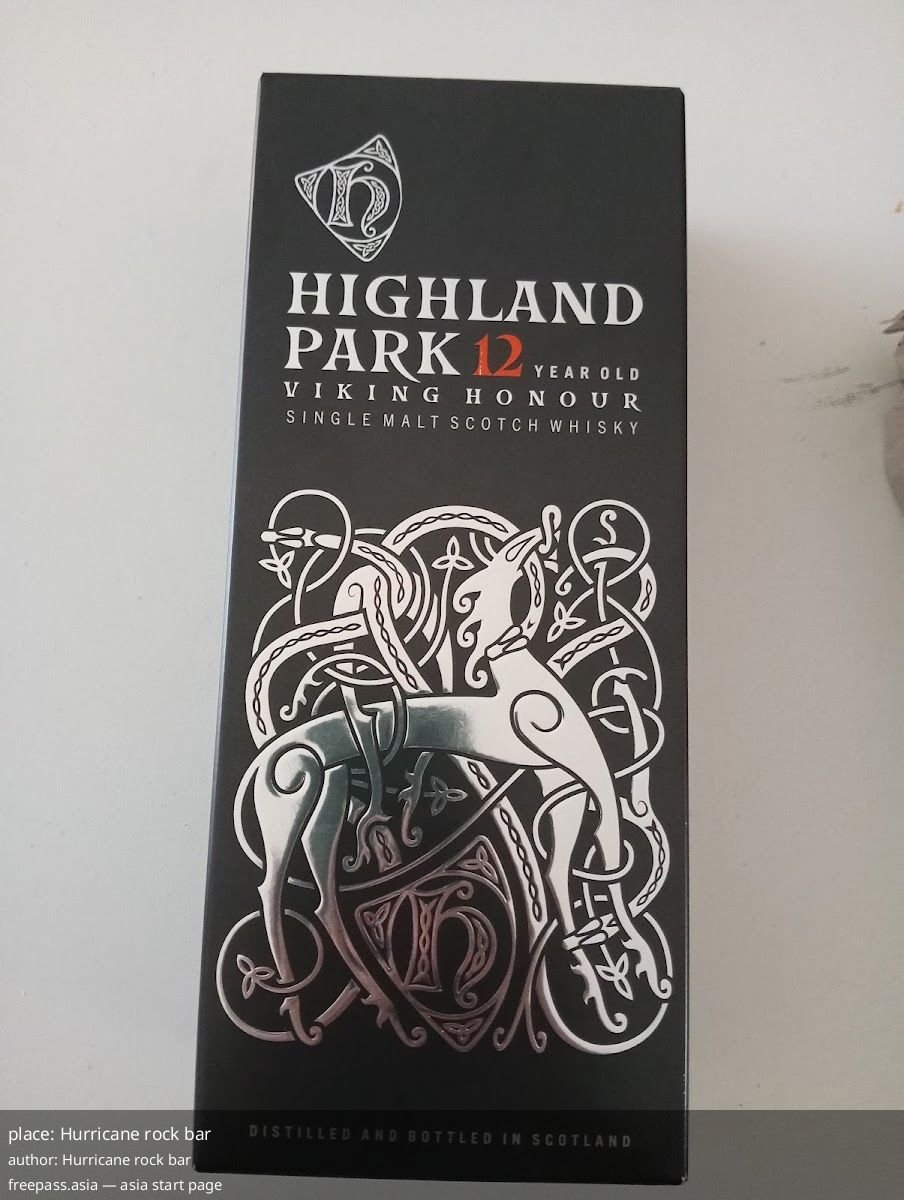 HIGHLAND
PARK 12 YEAR OLD
VIKING HONOUR
SINGLE MALT SCOTCH WHISKY
S
H
DISTILLED AND BOTTLED IN SCOTLAND
place: Hurricane rock bar
author: Hurricane rock bar
freepass.asia — asia start page